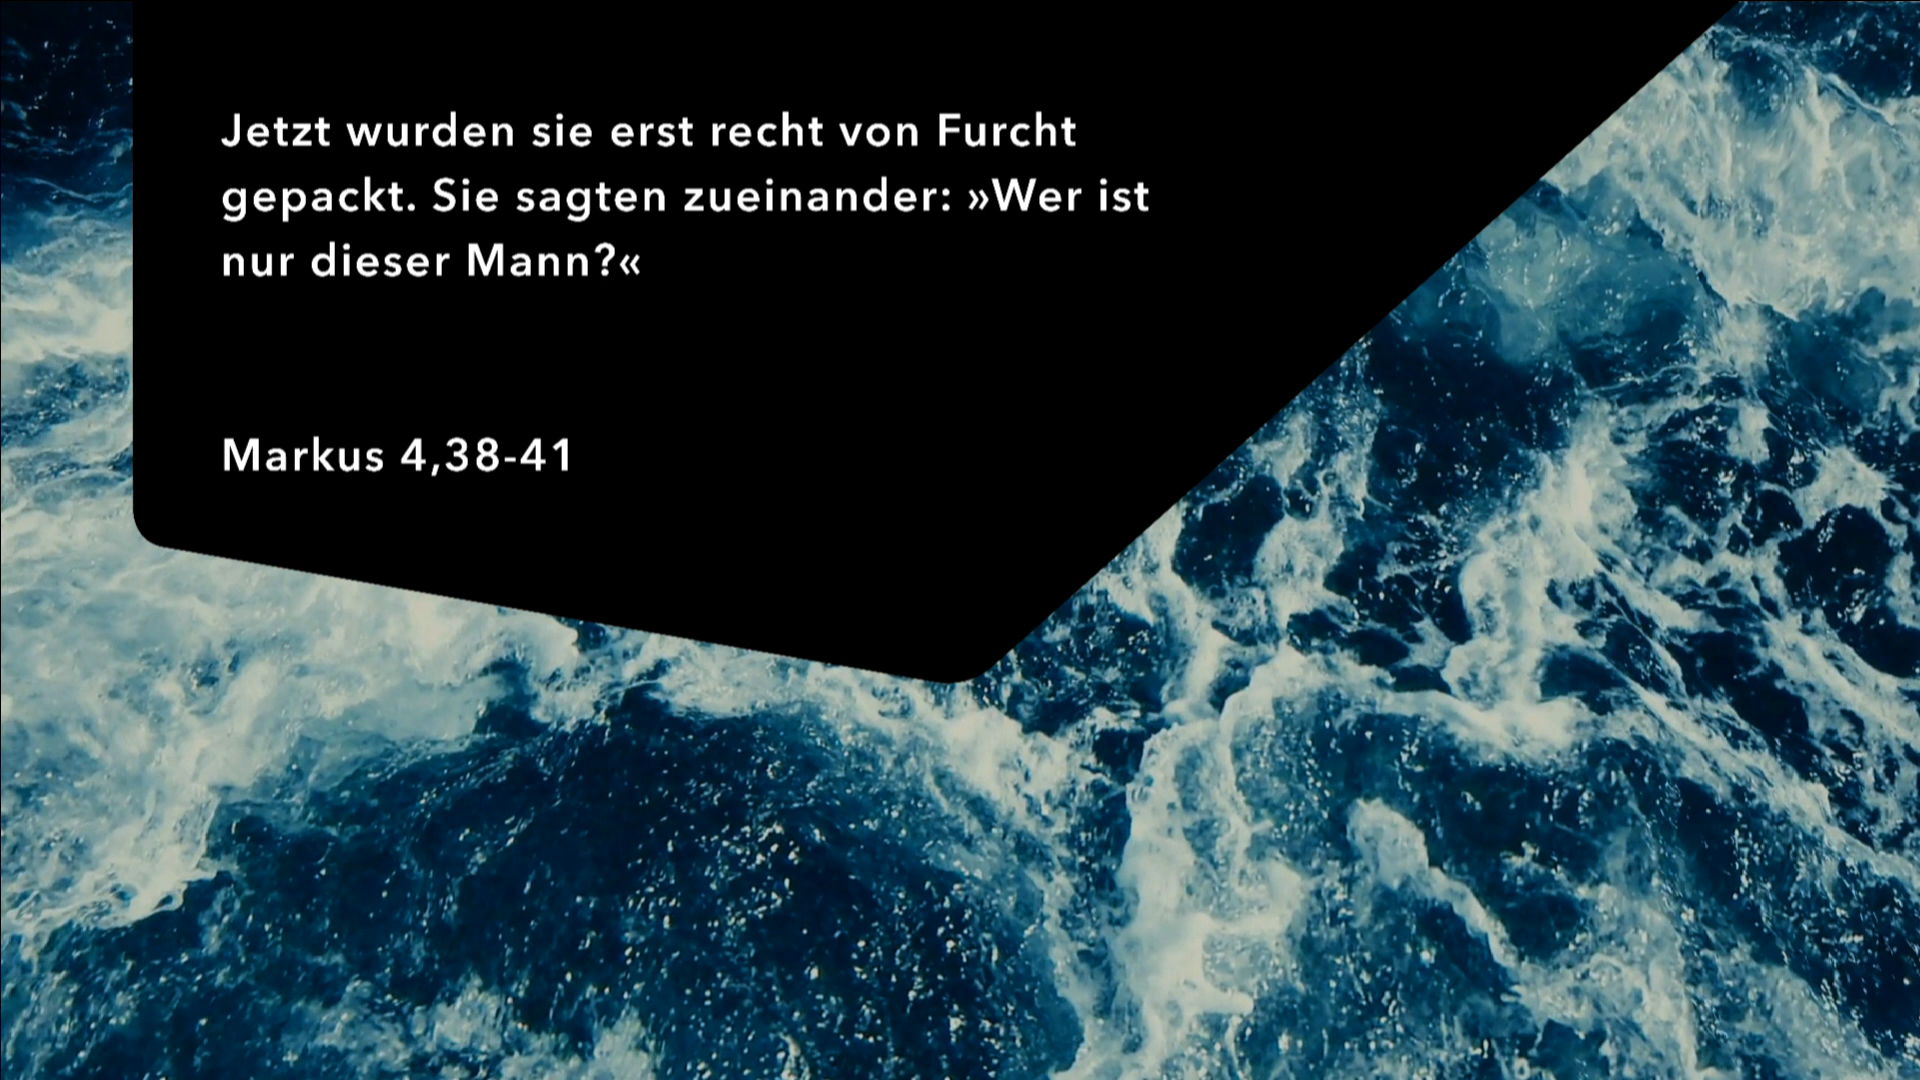 Jetzt wurden sie erst recht von Furcht
gepackt. Sie sagten zueinander: »Wer ist
nur dieser Mann?«
Markus 4,38-41